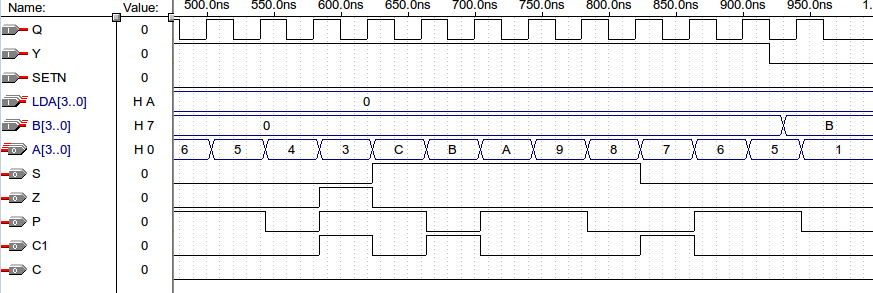 Name: Value: 500.0ns 550.0ns 600.0ns 650.0ns 700.0ns 750.0ns 800.0ns 850.0ns 900.0ns 950.0ns 1.
Q 0
Y 0
SETN 0
LDA[3..0] H A 0
B[3..0] H 7 0 B
A[3..0] H 0 6 5 4 3 C B A 9 8 7 6 5 1
S 0
Z 0
P 0
C1 0
C 0